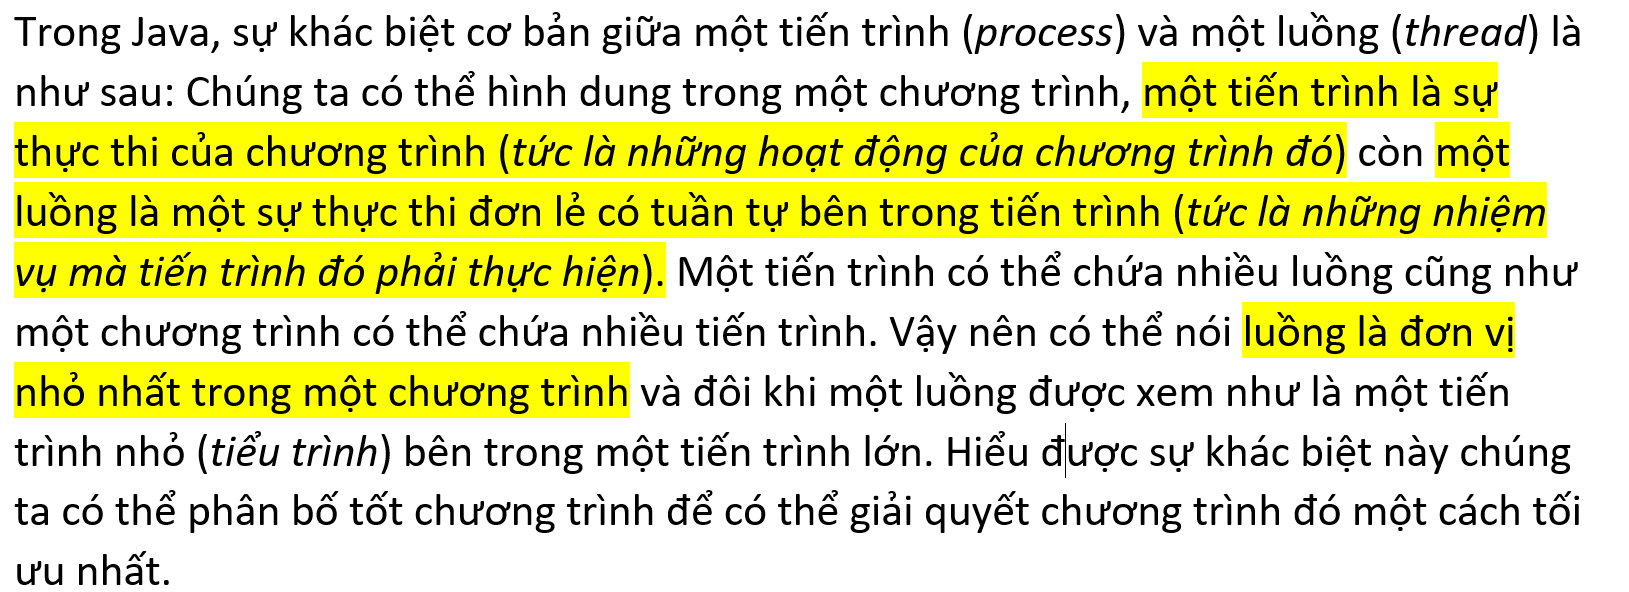 Trong Java, sự khác biệt cơ bản giữa một tiến trình (process) và một luồng (thread) là
như sau: Chúng ta có thể hình dung trong một chương trình, một tiến trình là sự
thực thi của chương trình (tức là những hoạt động của chương trình đó) còn một
luồng là một sự thực thi đơn lẻ có tuần tự bên trong tiến trình (tức là những nhiệm
vụ mà tiến trình đó phải thực hiện). Một tiến trình có thể chứa nhiều luồng cũng như
một chương trình có thể chứa nhiều tiến trình. Vậy nên có thể nói luồng là đơn vị
nhỏ nhất trong một chương trình và đôi khi một luồng được xem như là một tiến
trình nhỏ (tiểu trình) bên trong một tiến trình lớn. Hiểu được sự khác biệt này chúng
ta có thể phân bố tốt chương trình để có thể giải quyết chương trình đó một cách tối
ưu nhất.